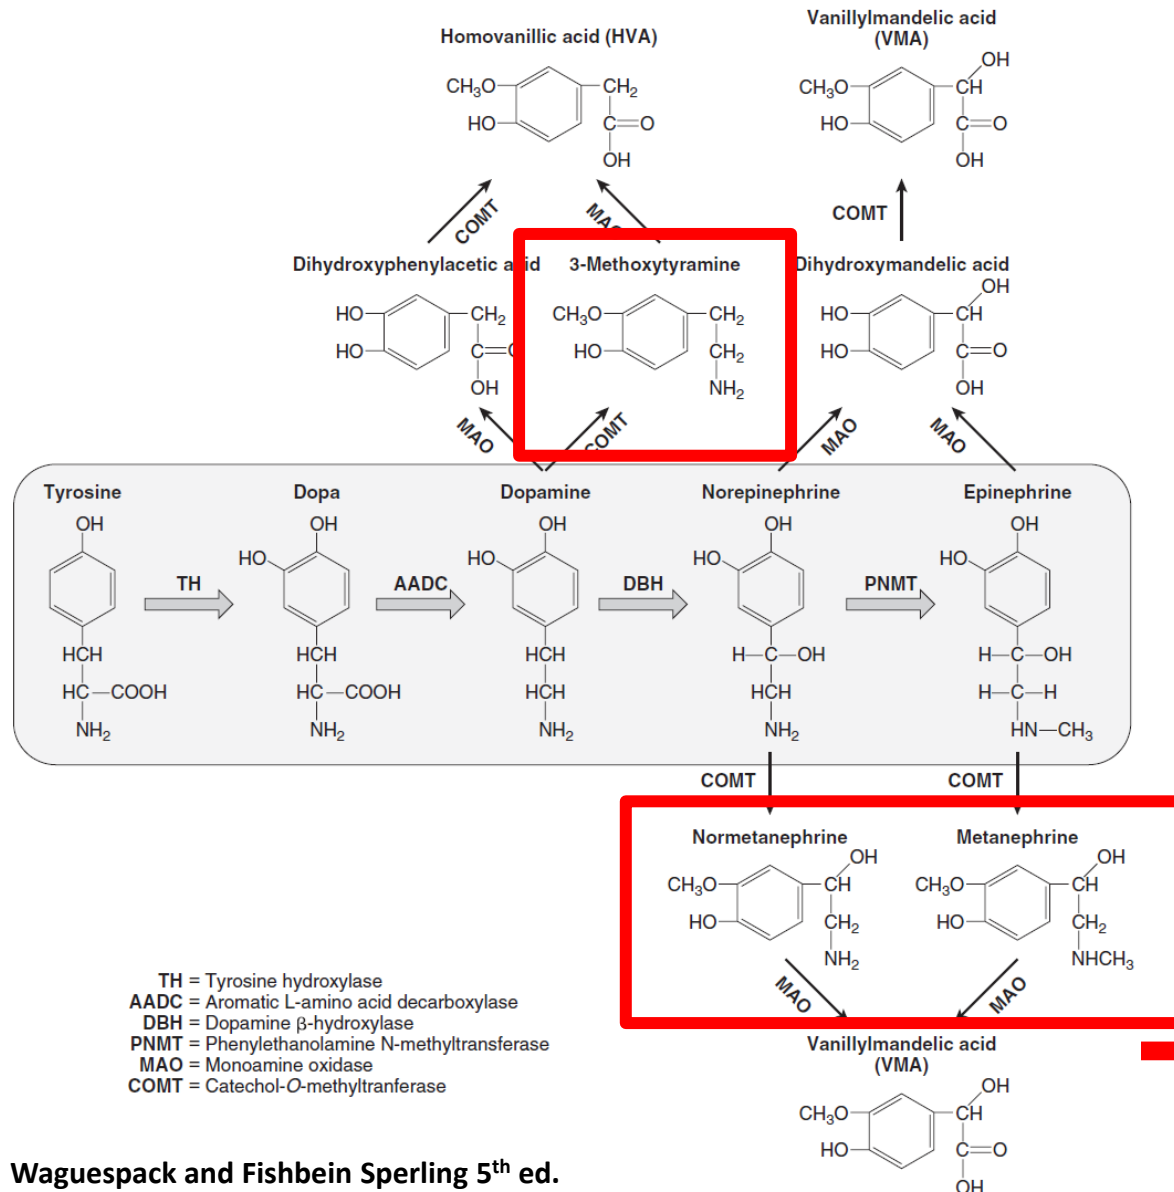 Homovanillic acid (HVA)
CH₃O
HO
CH₂
C=O
OH
Vanillylmandelic acid
(VMA)
OH
CH₃O
CH
HO
C=O
OH
COMT
COMT
Dihydroxyphenylacetic acid
HO
CH₂
HO
OH
3-Methoxytyramine
CH₃O
CH₂
HO
CH₂
NH₂
Dihydroxymandelic acid
OH
HO
CH
HO
C=O
OH
MAO
COMT
MAO
MAO
Tyrosine
OH
HCH
HC—COOH
NH₂
TH
Dopa
OH
HO
HCH
HC—COOH
NH₂
AADC
Dopamine
OH
HO
HCH
HCH
NH₂
DBH
Norepinephrine
OH
HO
H—C—OH
HCH
NH₂
PNMT
Epinephrine
OH
HO
H—C—OH
H—C—H
HN—CH₃
COMT
COMT
Normetanephrine
OH
CH₃O
CH
HO
CH₂
NH₂
Metanephrine
OH
CH₃O
CH
HO
CH₂
NHCH₃
MAO
MAO
TH = Tyrosine hydroxylase
AADC = Aromatic L-amino acid decarboxylase
DBH = Dopamine β-hydroxylase
PNMT = Phenylethanolamine N-methyltransferase
MAO = Monoamine oxidase
COMT = Catechol-O-methyltranferase
Vanillylmandelic acid
(VMA)
OH
CH₃O
CH
HO
C=O
OH
Waguespack and Fishbein Sperling 5th ed.